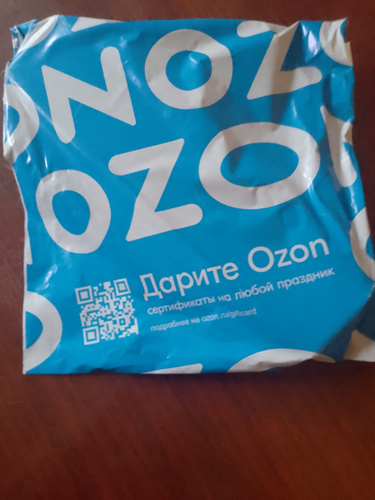 OZON
OZON
Дарите Ozon
сертификаты на любой праздник
подробнее на ozon.ru/giftcard